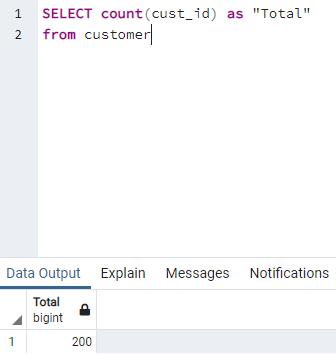 1 SELECT count(cust_id) as "Total"
2 from customer
Data Output Explain Messages Notifications
Total
bigint
1 200